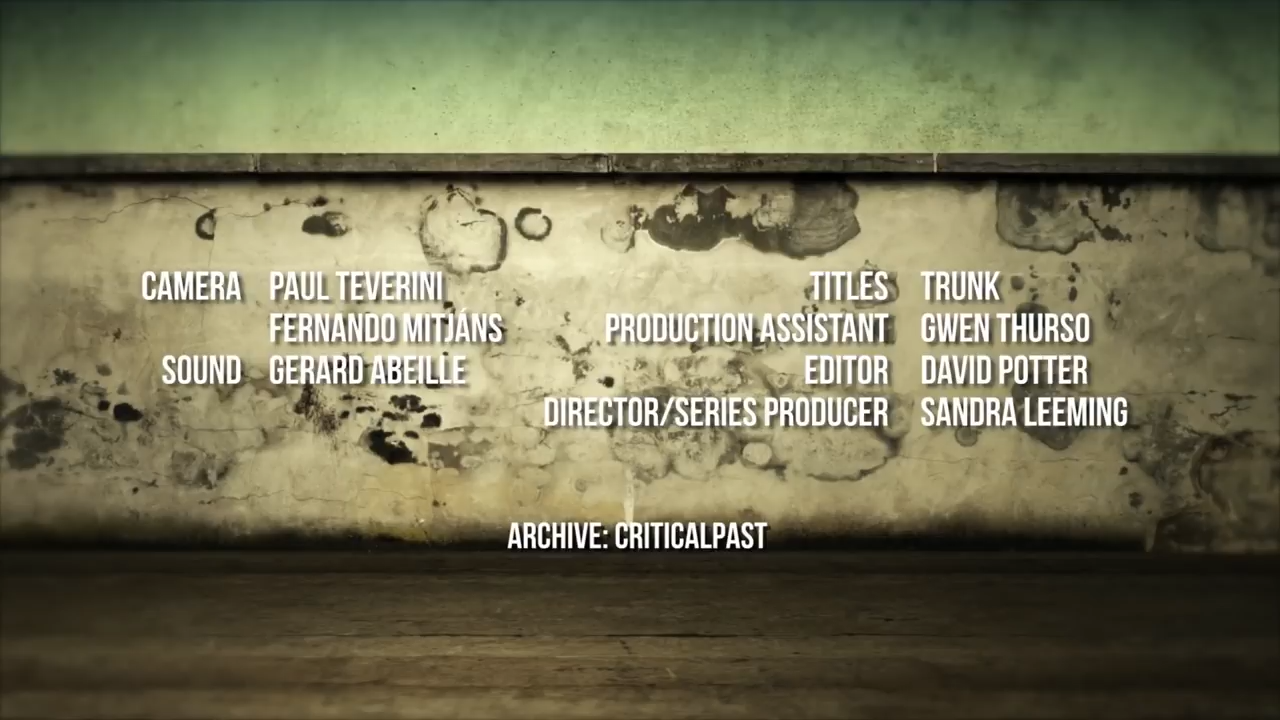 CAMERA PAUL TEVERINI
FERNANDO MITJÁNS
SOUND GERARD ABEILLE
TITLES TRUNK
PRODUCTION ASSISTANT GWEN THURSO
EDITOR DAVID POTTER
DIRECTOR/SERIES PRODUCER SANDRA LEEMING
ARCHIVE: CRITICALPAST